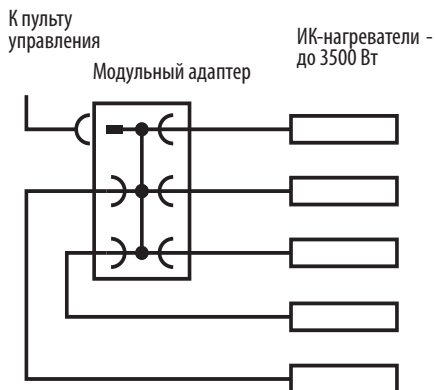 К пульту
управления
Модульный адаптер
ИК-нагреватели -
до 3500 Вт